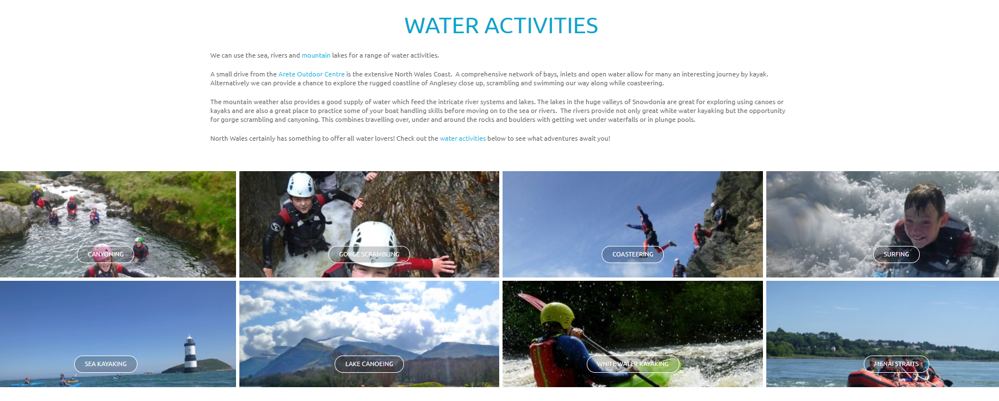 WATER ACTIVITIES
We can use the sea, rivers and mountain lakes for a range of water activities.
A small drive from the Arete Outdoor Centre is the extensive North Wales Coast.  A comprehensive network of bays, inlets and open water allow for many an interesting journey by kayak.
Alternatively we can provide a chance to explore the rugged coastline of Anglesey close up, scrambling and swimming our way along while coasteering.
The mountain weather also provides a good supply of water which feed the intricate river systems and lakes. The lakes in the huge valleys of Snowdonia are great for exploring using canoes or
kayaks and are also a great place to practice some of your boat handling skills before moving on to the sea or rivers.  The rivers provide not only great white water kayaking but the opportunity
for gorge scrambling and canyoning. This combines travelling over, under and around the rocks and boulders with getting wet under waterfalls or in plunge pools.
North Wales certainly has something to offer all water lovers! Check out the water activities below to see what adventures await you!
CANYONING
GORGE SCRAMBLING
COASTEERING
SURFING
SEA KAYAKING
LAKE CANOEING
WHITE WATER KAYAKING
MENAI STRAITS